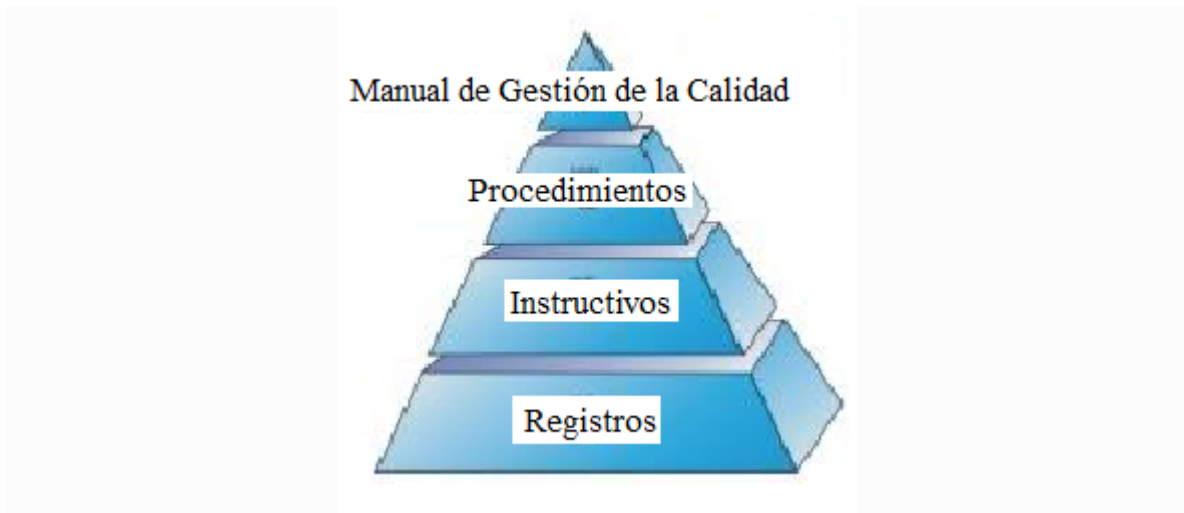 Manual de Gestión de la Calidad
Procedimientos
Instructivos
Registros